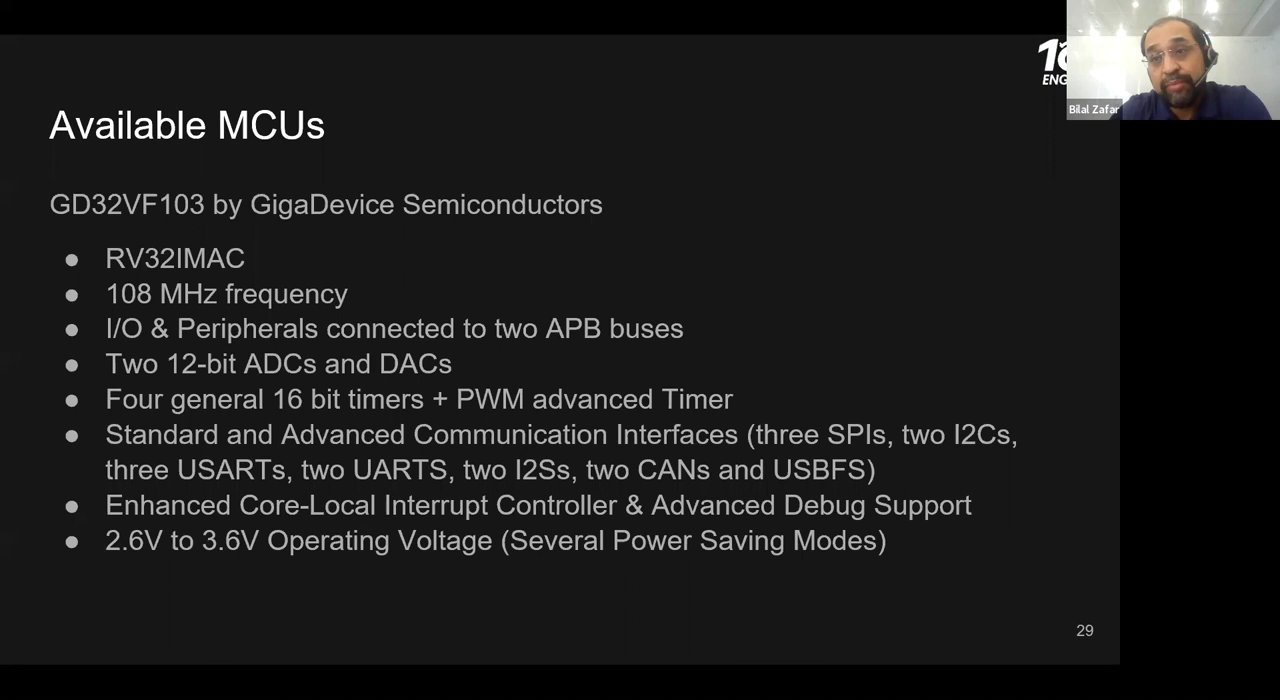 Available MCUs
GD32VF103 by GigaDevice Semiconductors
● RV32IMAC
● 108 MHz frequency
● I/O & Peripherals connected to two APB buses
● Two 12-bit ADCs and DACs
● Four general 16 bit timers + PWM advanced Timer
● Standard and Advanced Communication Interfaces (three SPIs, two I2Cs,
three USARTs, two UARTS, two I2Ss, two CANs and USBFS)
● Enhanced Core-Local Interrupt Controller & Advanced Debug Support
● 2.6V to 3.6V Operating Voltage (Several Power Saving Modes)
29
Bilal Zafar